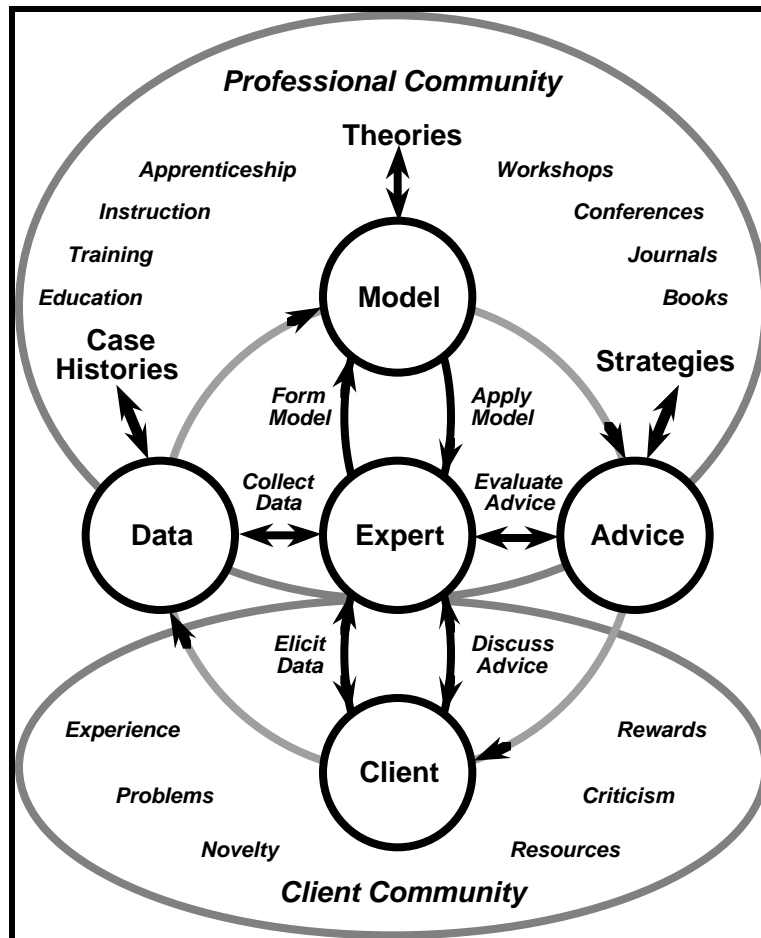 Professional Community
Theories
Apprenticeship
Workshops
Instruction
Conferences
Training
Journals
Education
Model
Books
Case
Histories
Strategies
Form
Model
Apply
Model
Collect
Data
Evaluate
Advice
Data
Expert
Advice
Elicit
Data
Discuss
Advice
Experience
Rewards
Client
Problems
Criticism
Novelty
Resources
Client Community